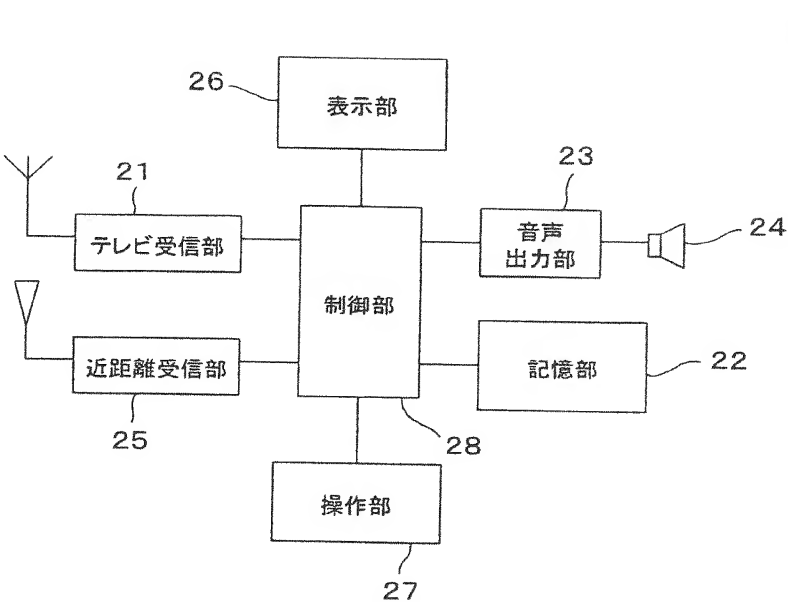 26
表示部
21
23
テレビ受信部
音声
出力部
24
制御部
近距離受信部
記憶部
22
25
28
操作部
27